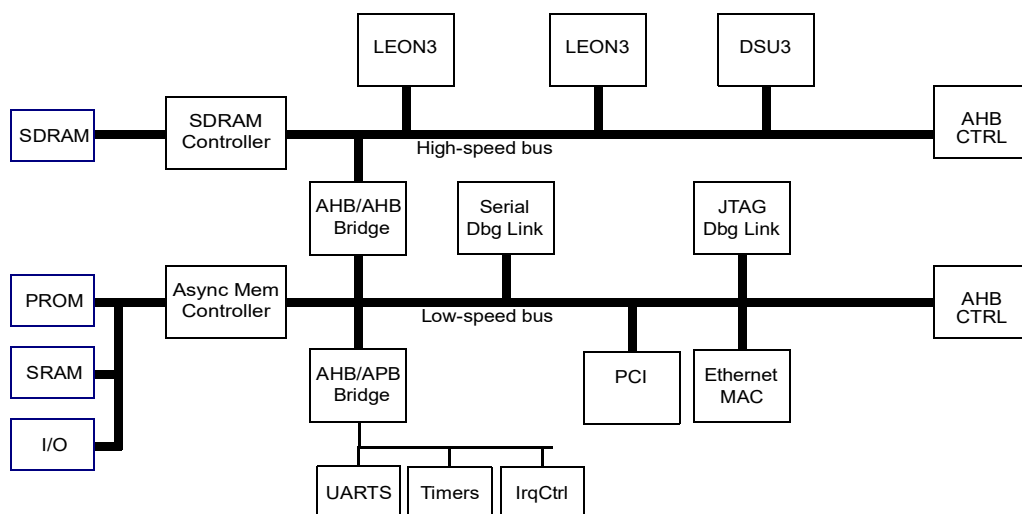 LEON3
LEON3
DSU3
SDRAM
SDRAM
Controller
AHB
CTRL
High-speed bus
AHB/AHB
Bridge
Serial
Dbg Link
JTAG
Dbg Link
PROM
Async Mem
Controller
AHB
CTRL
Low-speed bus
SRAM
AHB/APB
Bridge
PCI
Ethernet
MAC
I/O
UARTS
Timers
IrqCtrl